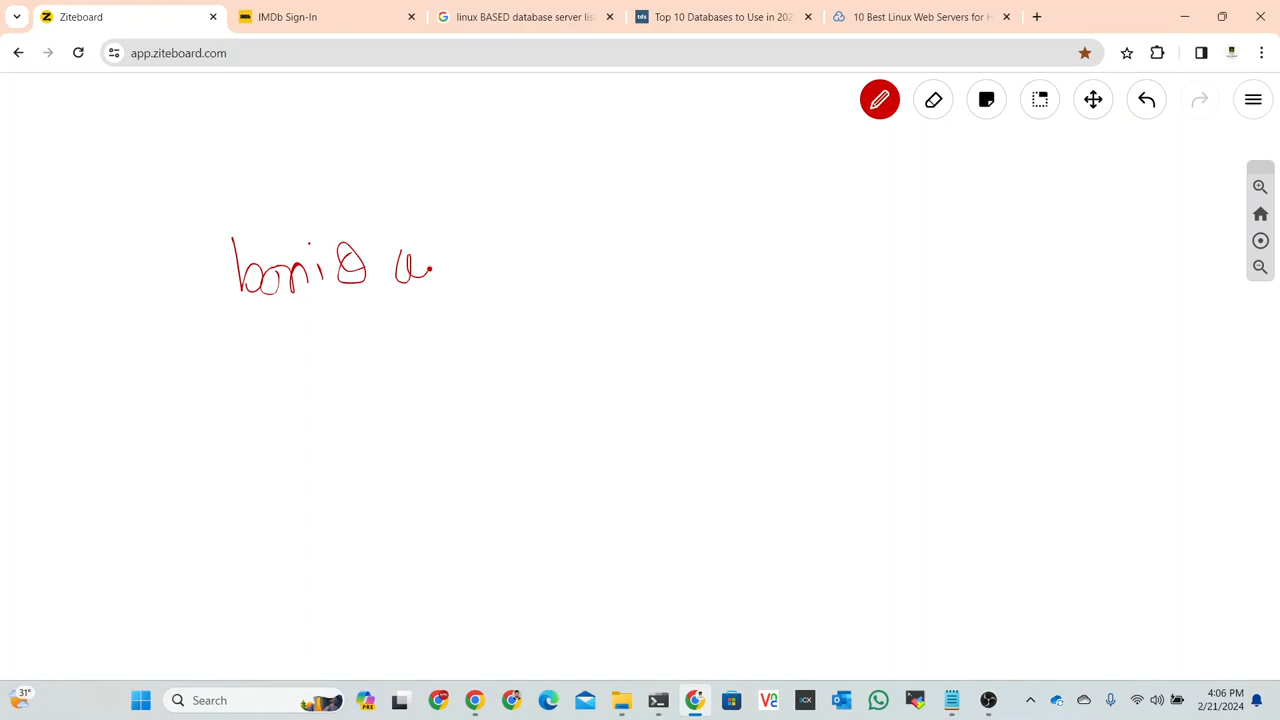 Ziteboard
IMDb Sign-In
linux BASED database server lis
Top 10 Databases to Use in 202
10 Best Linux Web Servers for H
app.ziteboard.com
31°
Search
PRE
4:06 PM
2/21/2024